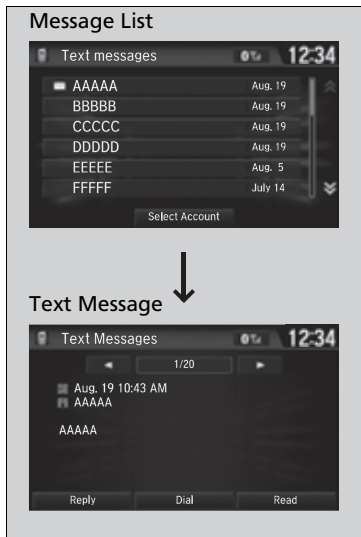 Message List
Text messages 12:34
AAAAA Aug. 19
BBBBB Aug. 19
CCCCC Aug. 19
DDDDD Aug. 19
EEEEE Aug. 5
FFFFF July 14
Select Account
Text Message
Text Messages 12:34
1/20
Aug. 19 10:43 AM
AAAAA
AAAAA
Reply Dial Read